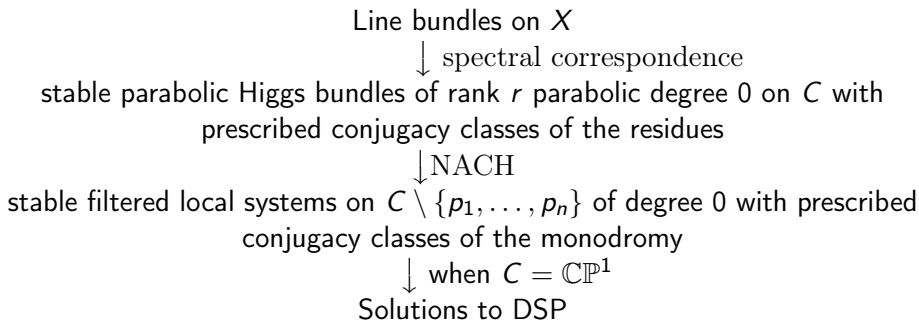 Line bundles on X
↓ spectral correspondence
stable parabolic Higgs bundles of rank r parabolic degree 0 on C with
prescribed conjugacy classes of the residues
↓ NACH
stable filtered local systems on C \ {p₁, . . . , pₙ} of degree 0 with prescribed
conjugacy classes of the monodromy
↓ when C = ℂℙ¹
Solutions to DSP